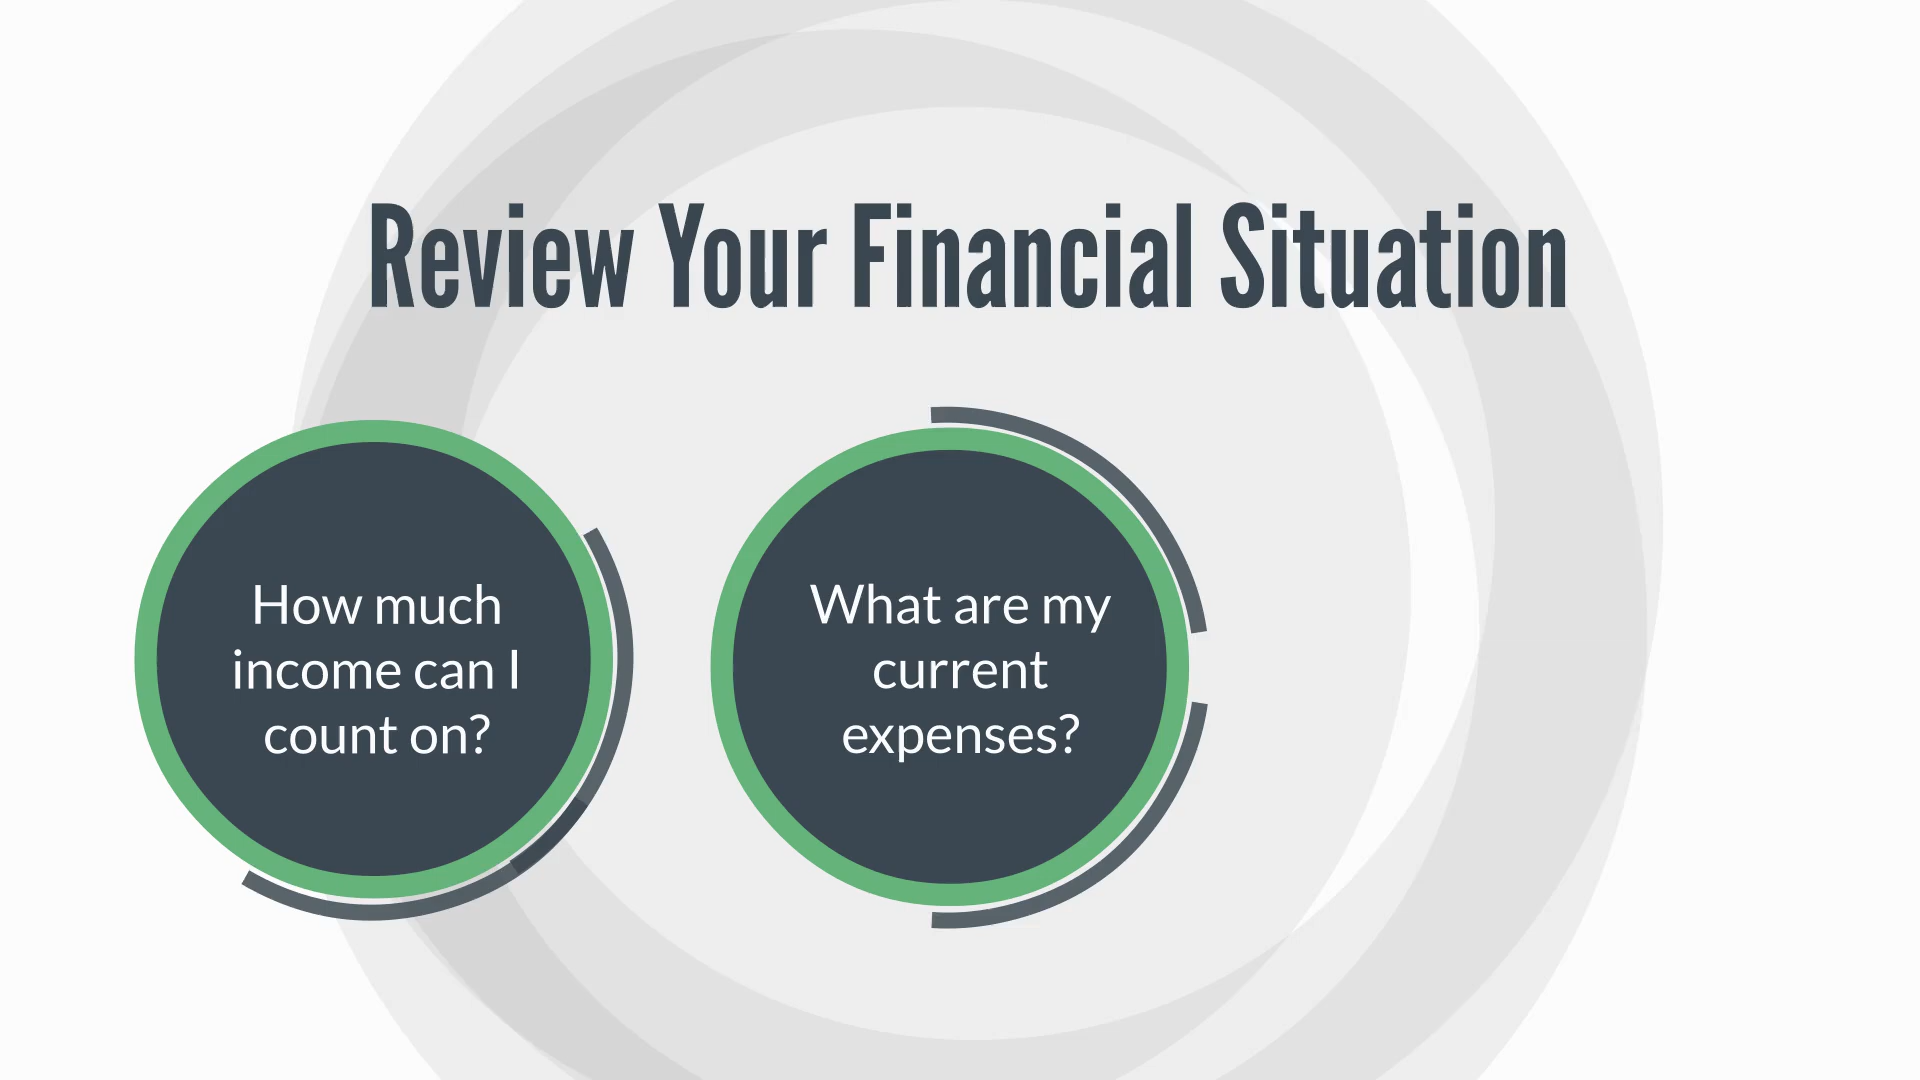 Review Your Financial Situation
How much
income can I
count on?
What are my
current
expenses?